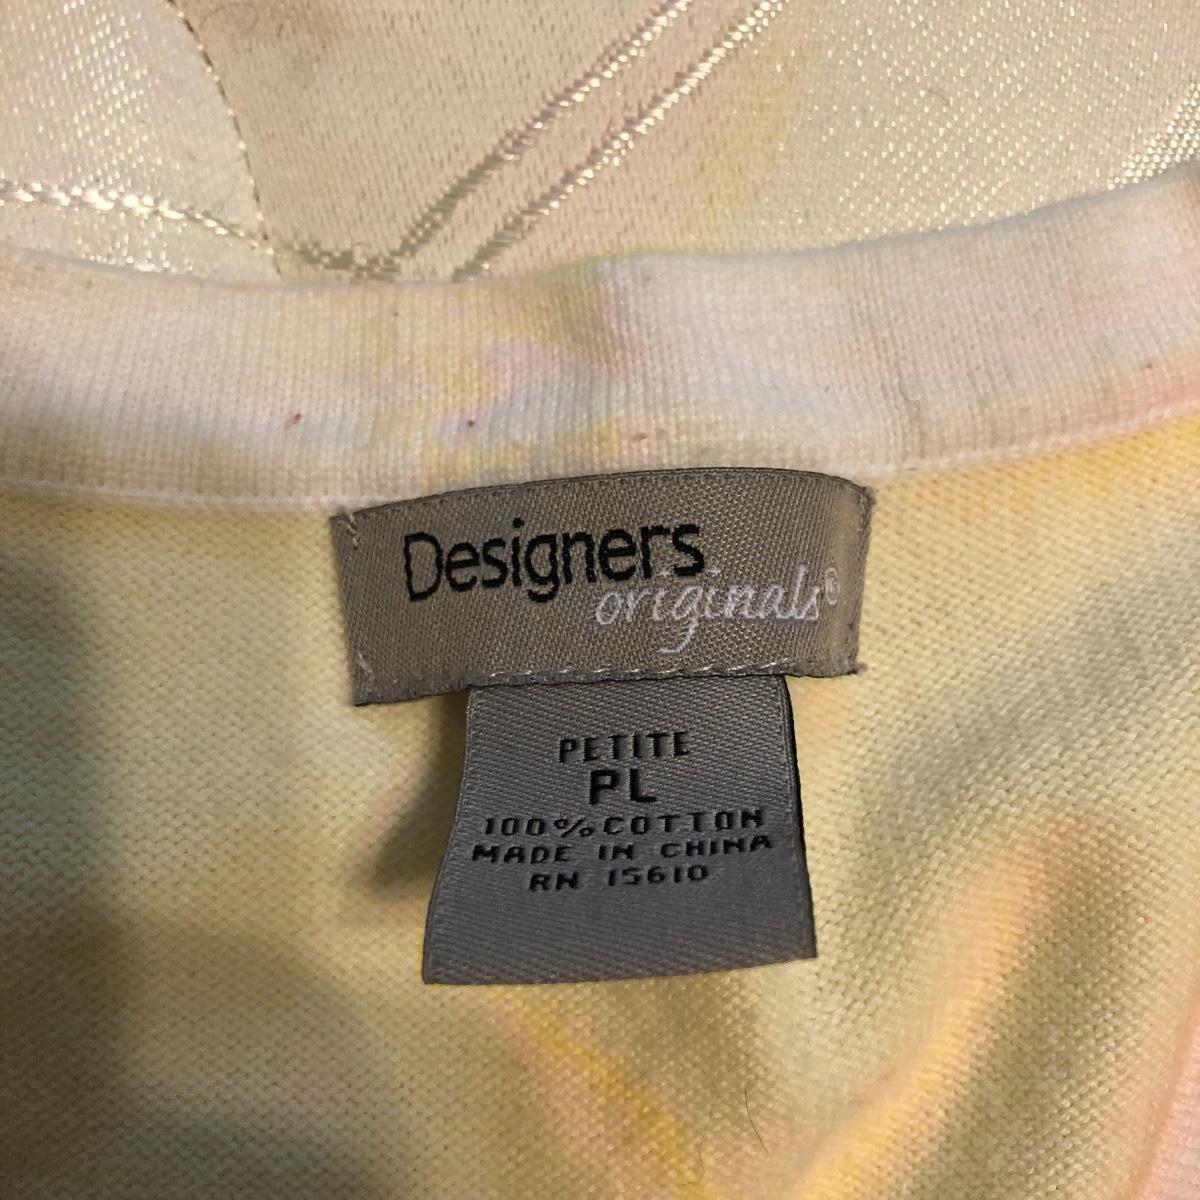 Designers
originals®
PETITE
PL
100% COTTON
MADE IN CHINA
RN 15610